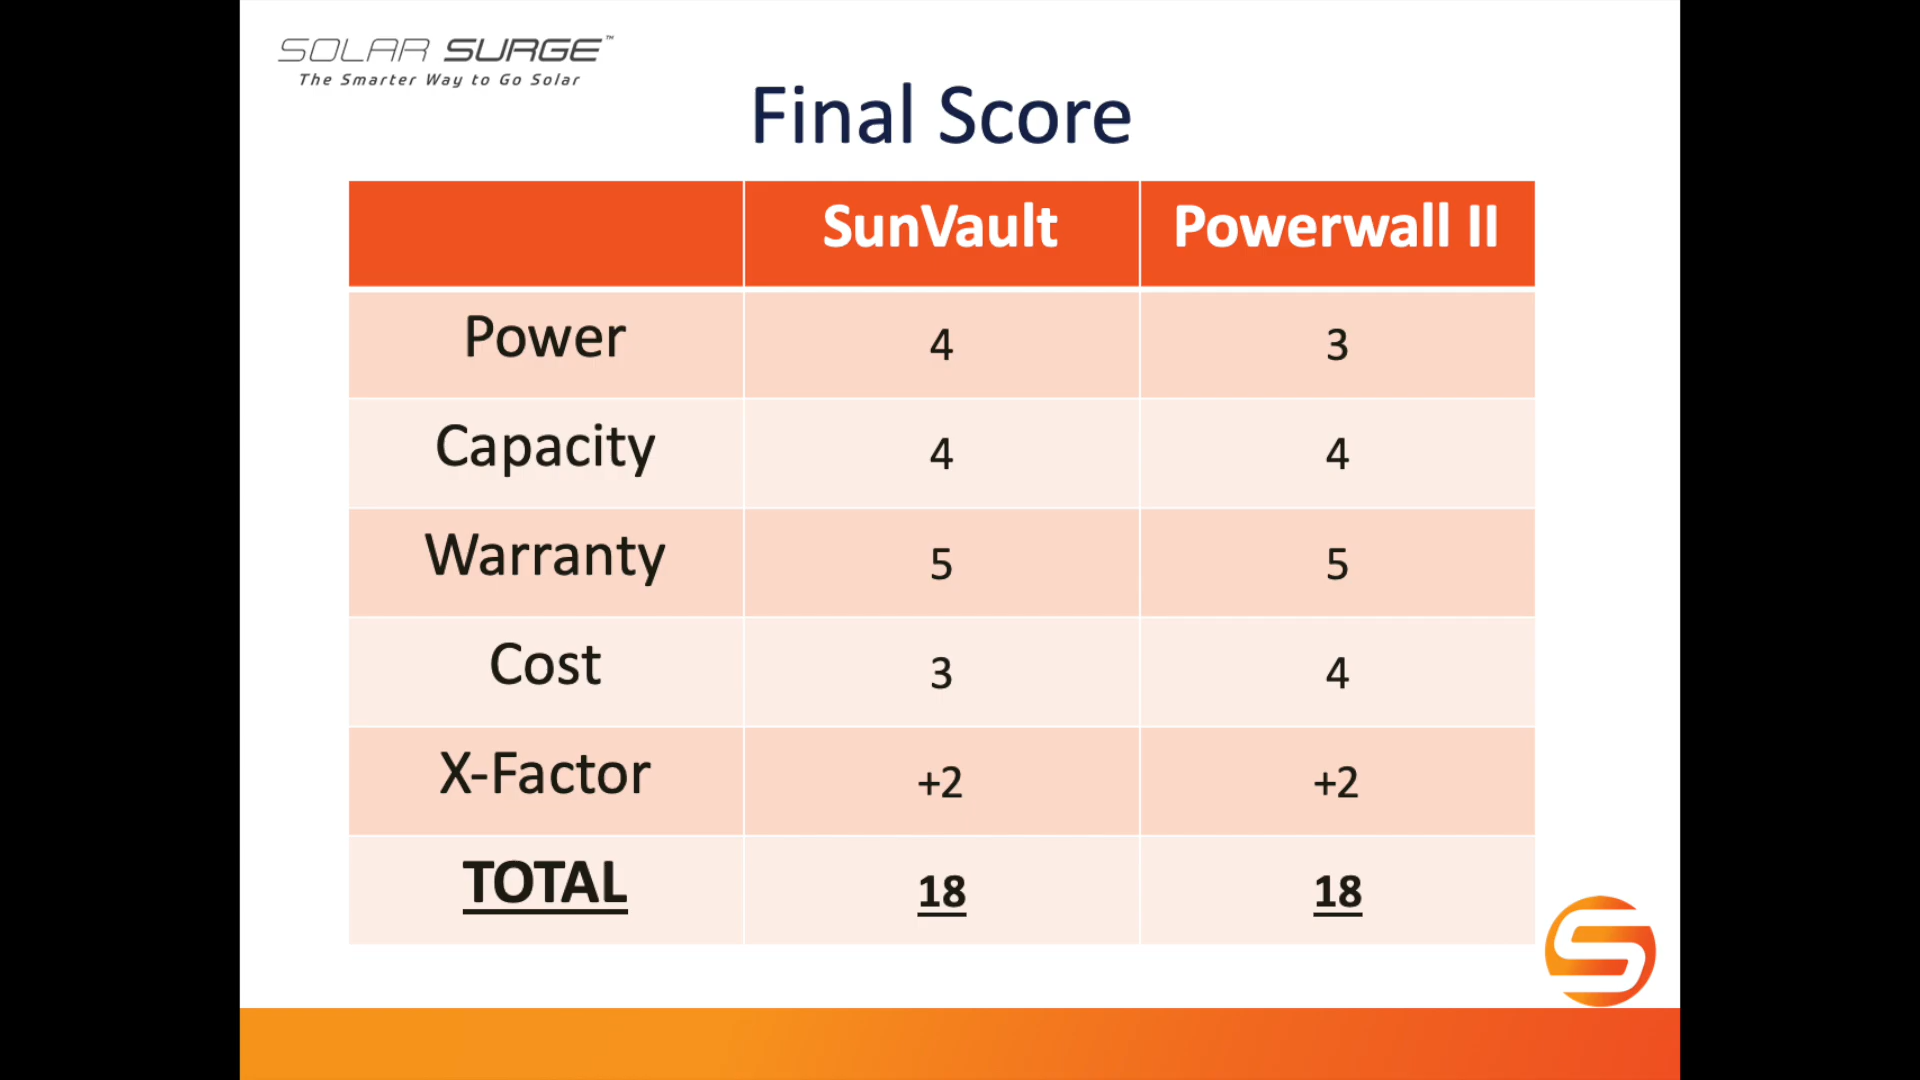 SOLAR SURGE™
The Smarter Way to Go Solar
Final Score
SunVault Powerwall II
Power 4 3
Capacity 4 4
Warranty 5 5
Cost 3 4
X-Factor +2 +2
TOTAL 18 18